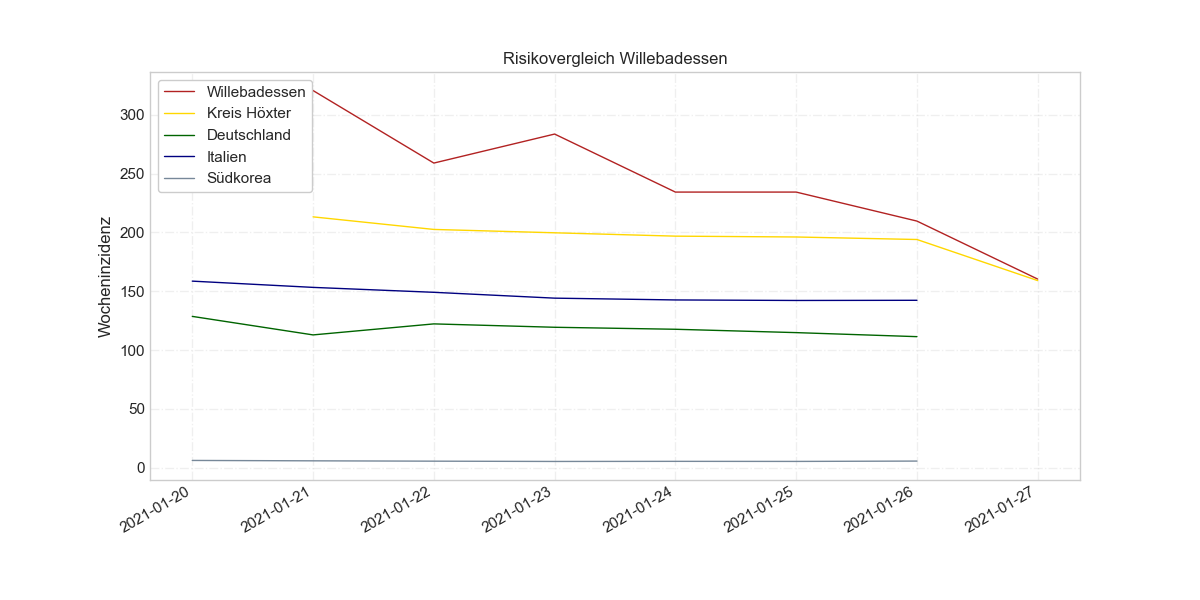 Risikovergleich Willebadessen
Willebadessen
Kreis Höxter
Deutschland
Italien
Südkorea
Wocheninzidenz
300
250
200
150
100
50
0
2021-01-20
2021-01-21
2021-01-22
2021-01-23
2021-01-24
2021-01-25
2021-01-26
2021-01-27